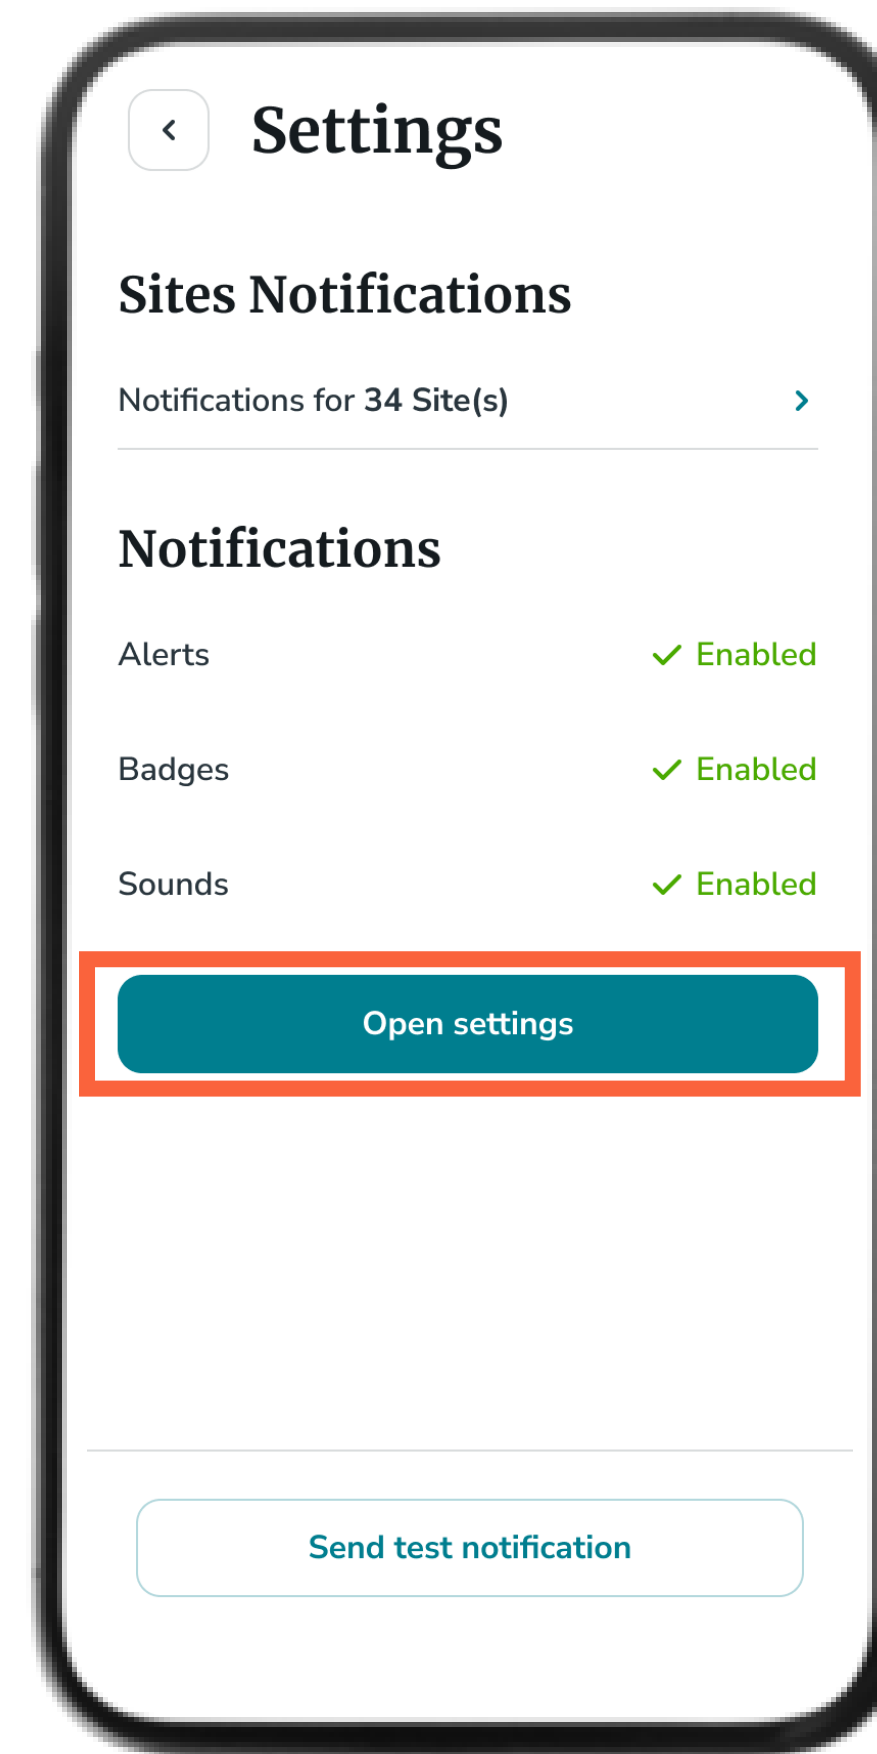 Settings
Sites Notifications
Notifications for 34 Site(s)
Notifications
Alerts Enabled
Badges Enabled
Sounds Enabled
Open settings
Send test notification